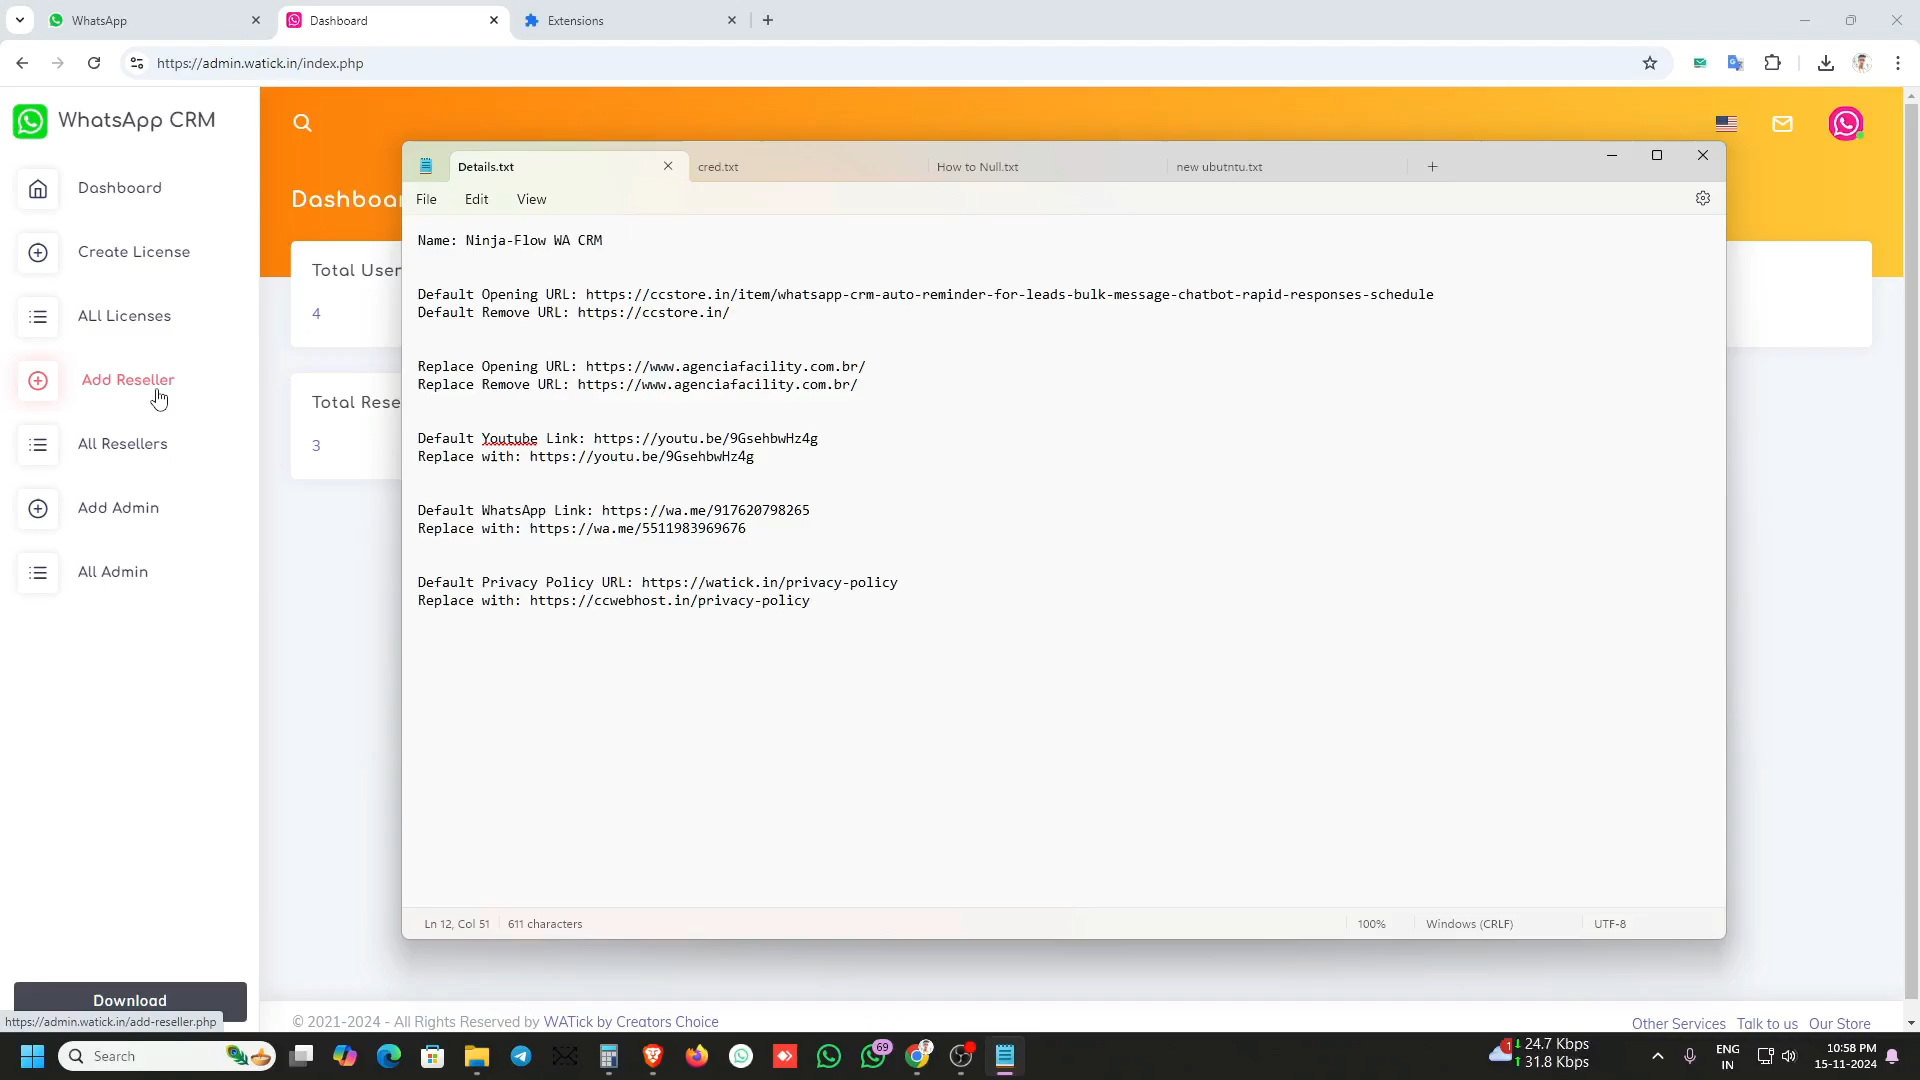 WhatsApp
Dashboard
Extensions
https://admin.watick.in/index.php
WhatsApp CRM
Dashboard
Create License
ALl Licenses
Add Reseller
All Resellers
Add Admin
All Admin
Download
https://admin.watick.in/add-reseller.php
Dashboar
Total User
4
Total Rese
3
Details.txt
cred.txt
How to Null.txt
new ubutntu.txt
File
Edit
View
Name: Ninja-Flow WA CRM
Default Opening URL: https://ccstore.in/item/whatsapp-crm-auto-reminder-for-leads-bulk-message-chatbot-rapid-responses-schedule
Default Remove URL: https://ccstore.in/
Replace Opening URL: https://www.agenciafacility.com.br/
Replace Remove URL: https://www.agenciafacility.com.br/
Default Youtube Link: https://youtu.be/9GsehbwHz4g
Replace with: https://youtu.be/9GsehbwHz4g
Default WhatsApp Link: https://wa.me/917620798265
Replace with: https://wa.me/5511983969676
Default Privacy Policy URL: https://watick.in/privacy-policy
Replace with: https://ccwebhost.in/privacy-policy
Ln 12, Col 51
611 characters
100%
Windows (CRLF)
UTF-8
© 2021-2024 - All Rights Reserved by WATick by Creators Choice
Other Services Talk to us Our Store
Search
69
1
24.7 Kbps
31.8 Kbps
ENG
IN
10:58 PM
15-11-2024